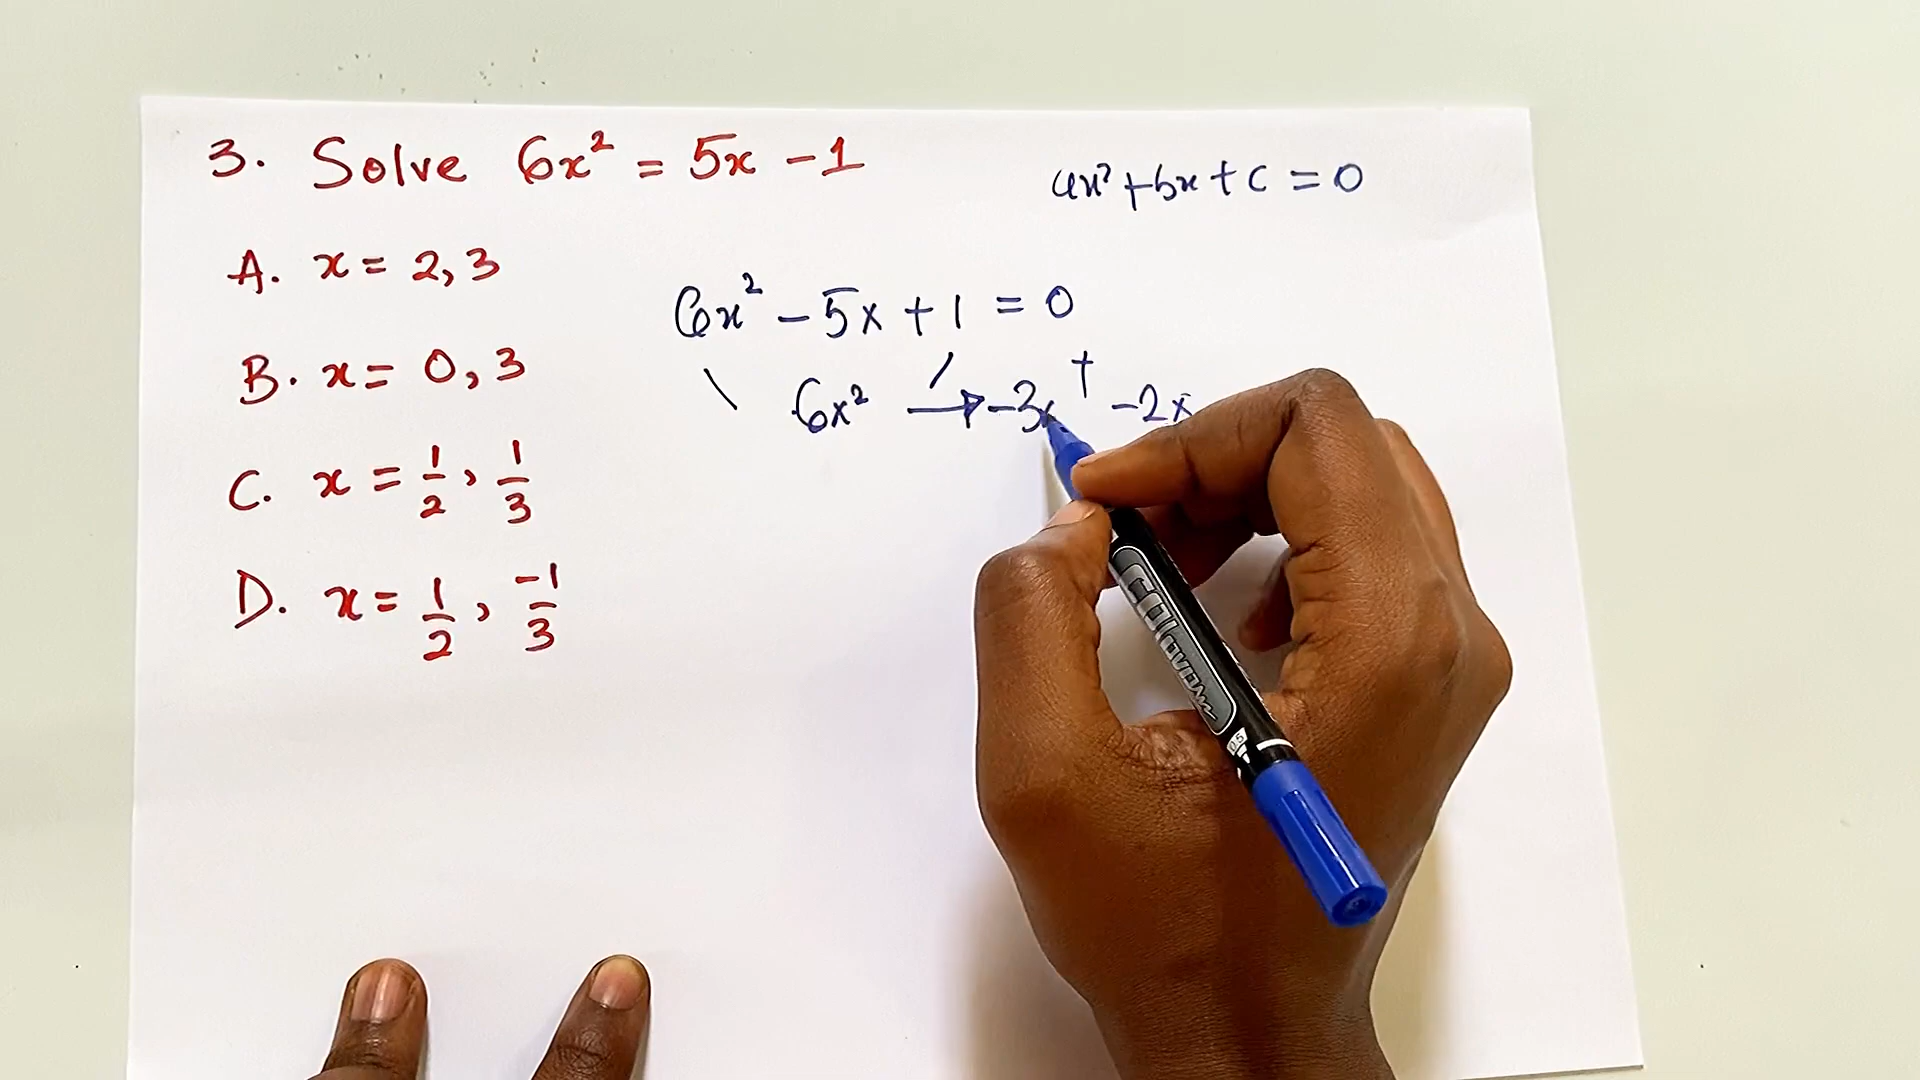 3. Solve 6x² = 5x - 1
ax² + bx + c = 0
A. x = 2, 3
B. x = 0, 3
C. x = 1/2, 1/3
D. x = 1/2, -1/3
6x² - 5x + 1 = 0
6x² → -3x + -2x